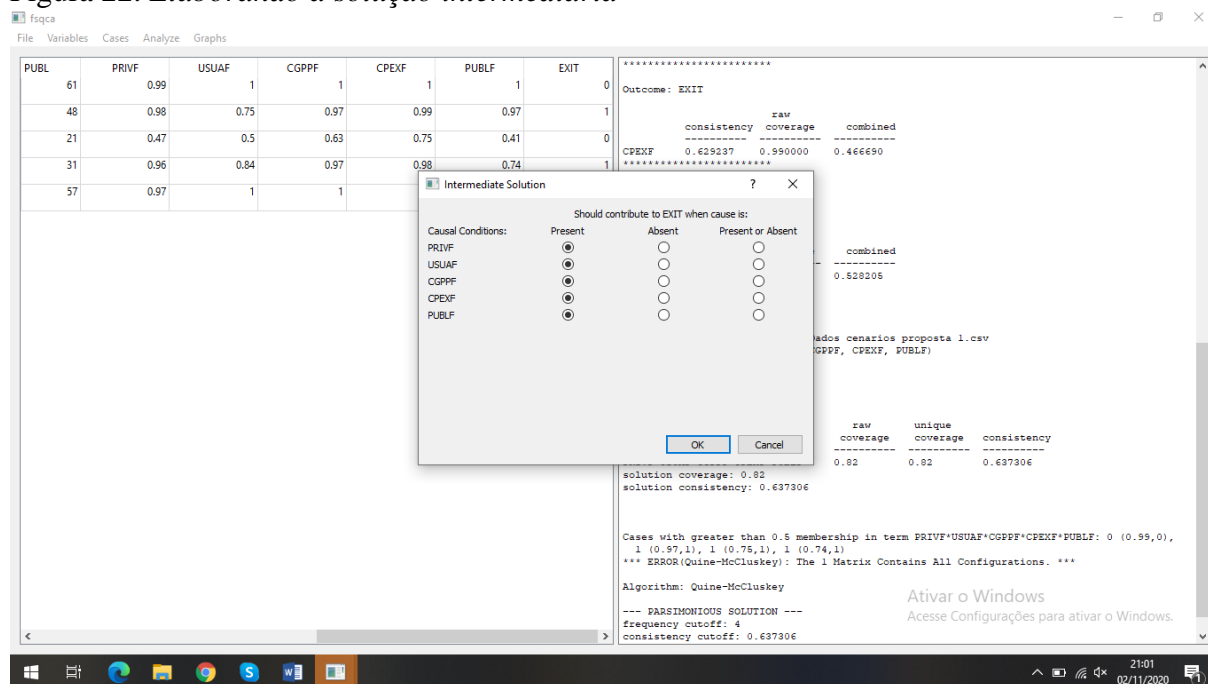 Figura 22. Elaborando a solução intermediária
fsqca
File Variables Cases Analyze Graphs
PUBL PRIVF USUAF CGPPF CPEXF PUBLF EXIT
61 0.99 1 1 1 1 0
48 0.98 0.75 0.97 0.99 0.97 1
21 0.47 0.5 0.63 0.75 0.41 0
31 0.96 0.84 0.97 0.98 0.74 1
57 0.97 1 1
************************
Outcome: EXIT
raw
consistency coverage combined
---------- ---------- ----------
CPEXF 0.629237 0.990000 0.466690
************************
Intermediate Solution ? ×
Should contribute to EXIT when cause is:
Causal Conditions: Present Absent Present or Absent
PRIVF
USUAF
CGPPF
CPEXF
PUBLF
OK Cancel
combined
----------
0.528205
ados cenarios proposta 1.csv
GPPF, CPEXF, PUBLF)
raw unique
coverage coverage consistency
---------- ---------- ----------
0.82 0.82 0.637306
solution coverage: 0.82
solution consistency: 0.637306
Cases with greater than 0.5 membership in term PRIVF*USUAF*CGPPF*CPEXF*PUBLF: 0 (0.99,0),
1 (0.97,1), 1 (0.75,1), 1 (0.74,1)
*** ERROR(Quine-McCluskey): The 1 Matrix Contains All Configurations. ***
Algorithm: Quine-McCluskey
--- PARSIMONIOUS SOLUTION ---
frequency cutoff: 4
consistency cutoff: 0.637306
Ativar o Windows
Acesse Configurações para ativar o Windows.
21:01
02/11/2020